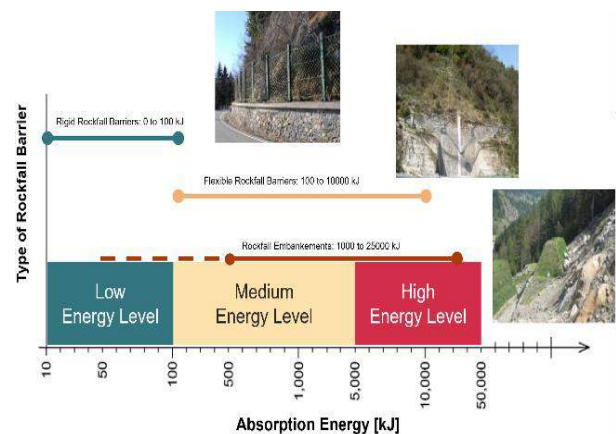 Type of Rockfall Barrier
Rigid Rockfall Barriers: 0 to 100 kJ
Flexible Rockfall Barriers: 100 to 10000 kJ
Rockfall Embankements: 1000 to 25000 kJ
Low
Energy Level
Medium
Energy Level
High
Energy Level
10
50
100
500
1,000
5,000
10,000
50,000
Absorption Energy [kJ]